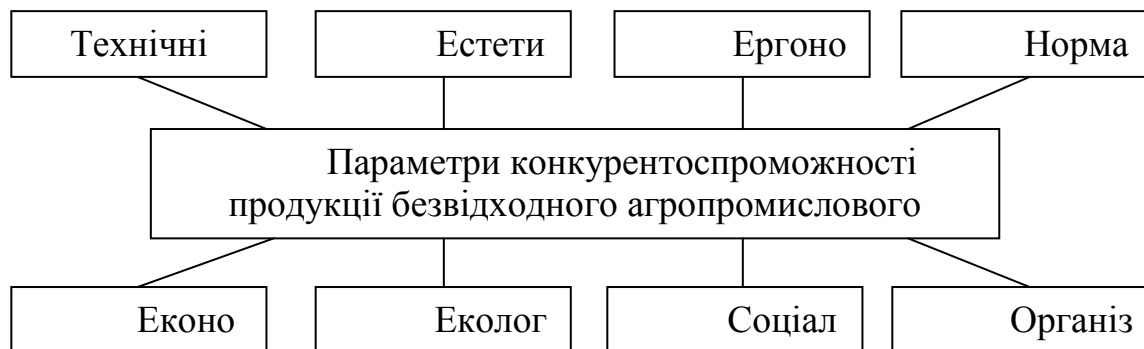 Технічні
Естети
Ергоно
Норма
Параметри конкурентоспроможності
продукції безвідходного агропромислового
Еконо
Еколог
Соціал
Організ